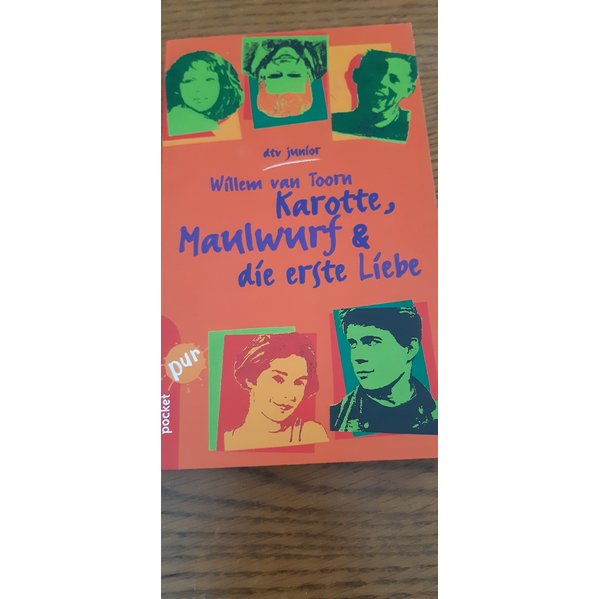 dtv junior
Willem van Toorn
Karotte,
Maulwurf &
die erste Liebe
pur
pocket